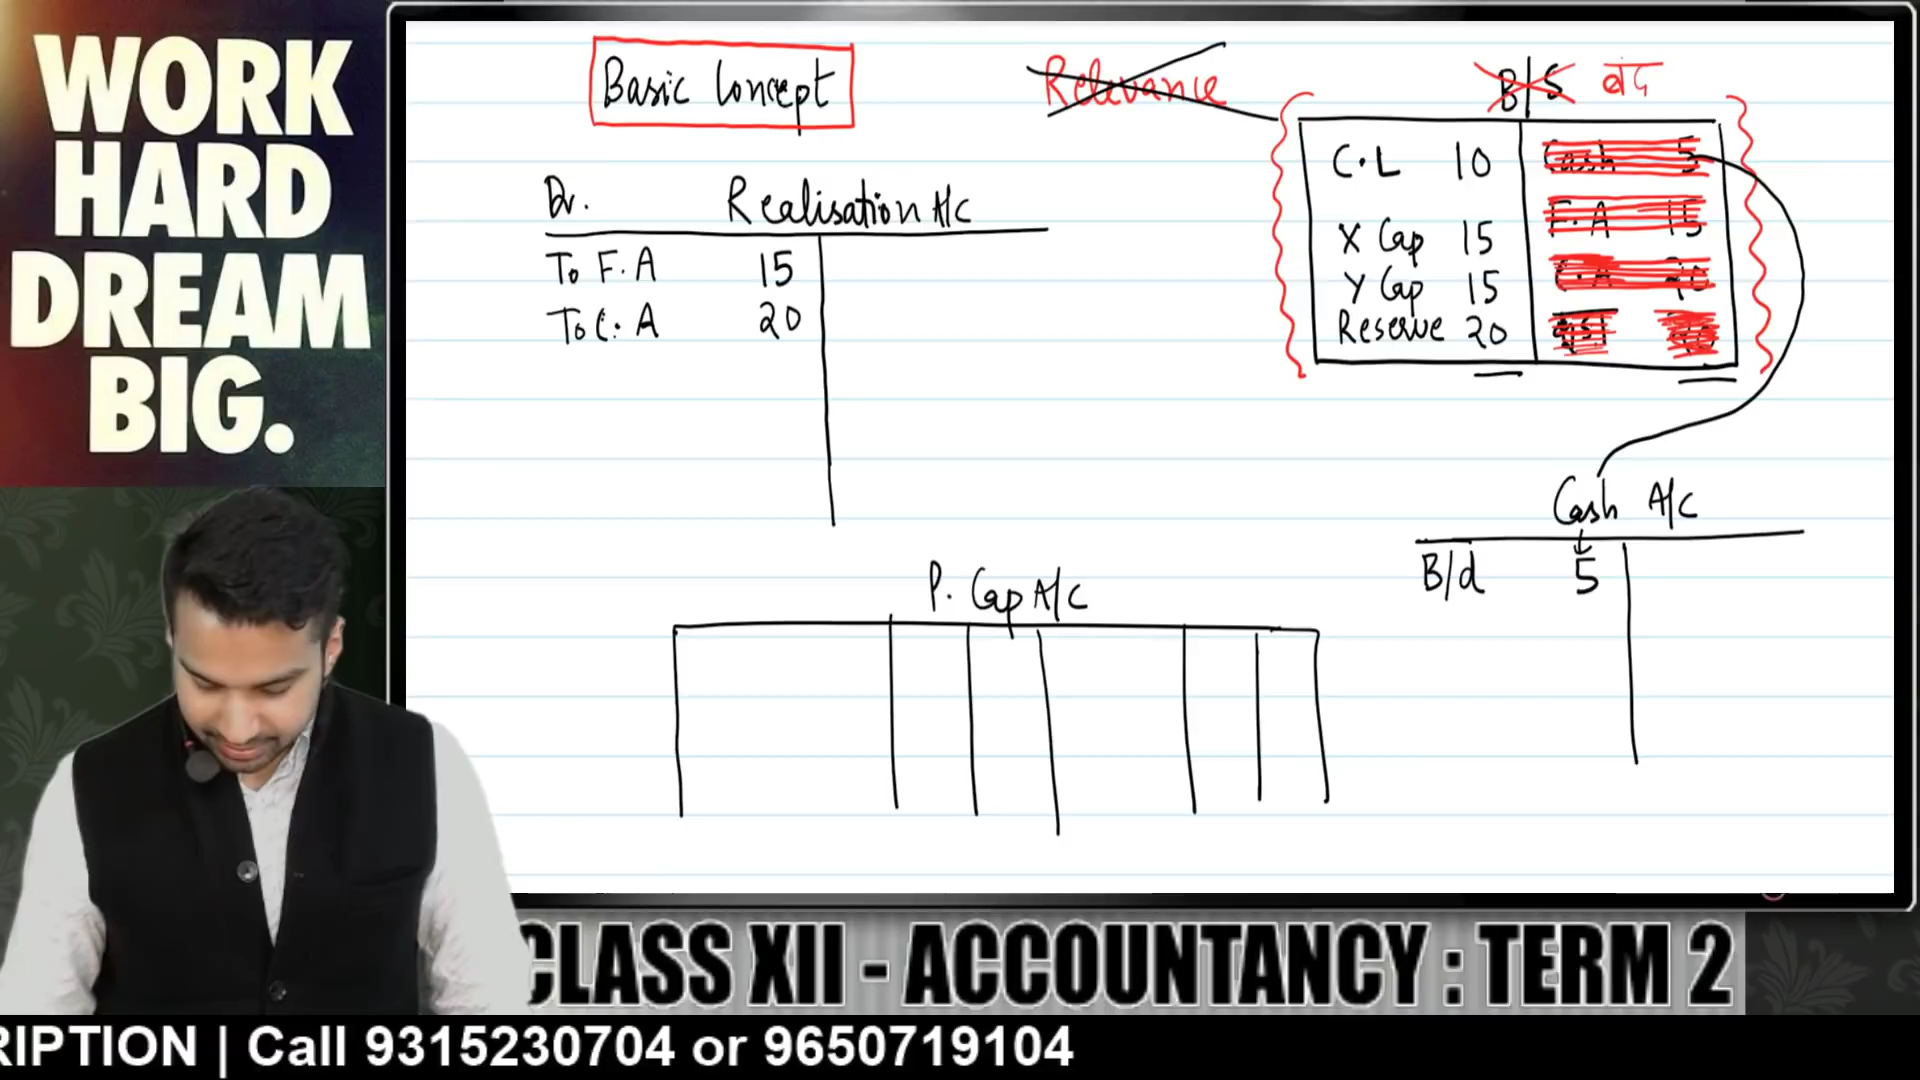 WORK
HARD
DREAM
BIG.
Basic Concept
Relevance
B/S
Dr. Realisation A/c
To F.A 15
To C.A 20
C.L 10
X Cap 15
Y Cap 15
Reserve 20
Cash 5
F.A 15
C.A 20
Cash A/c
B/d 5
P. Cap A/c
CLASS XII - ACCOUNTANCY : TERM 2
RIPTION | Call 9315230704 or 9650719104